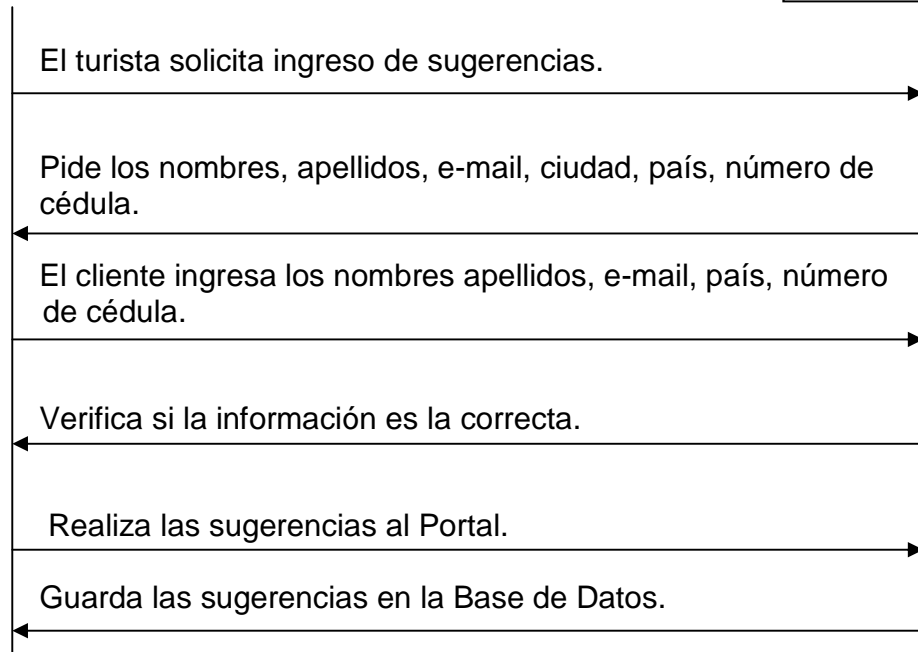 El turista solicita ingreso de sugerencias.
Pide los nombres, apellidos, e-mail, ciudad, país, número de
cédula.
El cliente ingresa los nombres apellidos, e-mail, país, número
de cédula.
Verifica si la información es la correcta.
Realiza las sugerencias al Portal.
Guarda las sugerencias en la Base de Datos.